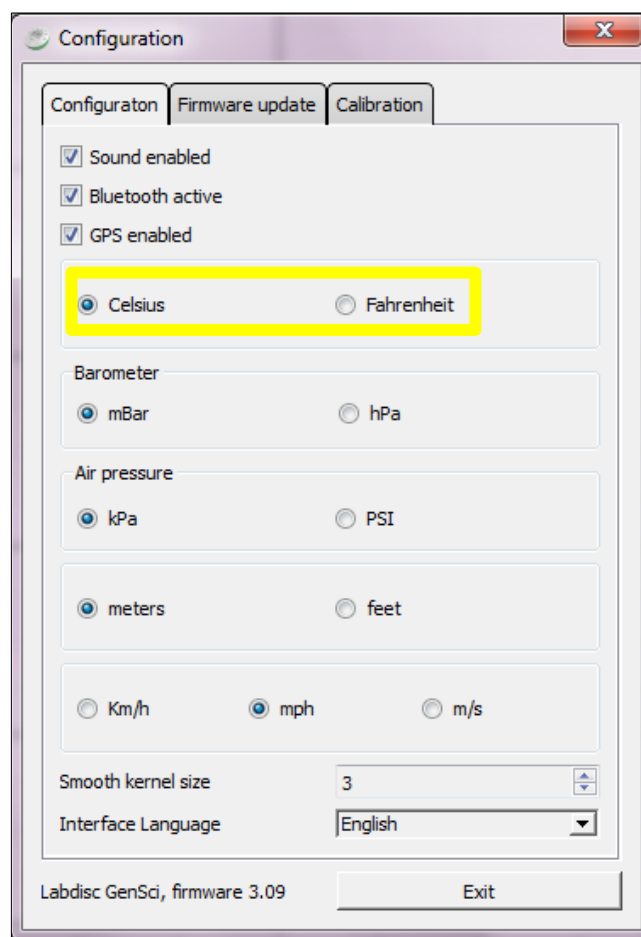 Configuration
Configuraton Firmware update Calibration
Sound enabled
Bluetooth active
GPS enabled
Celsius Fahrenheit
Barometer
mBar hPa
Air pressure
kPa PSI
meters feet
Km/h mph m/s
Smooth kernel size 3
Interface Language English
Labdisc GenSci, firmware 3.09 Exit